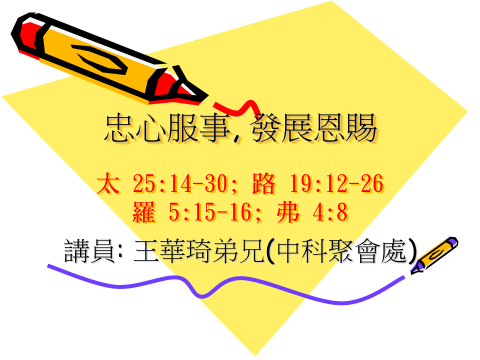 忠心服事, 發展恩賜
太 25:14-30; 路 19:12-26
羅 5:15-16; 弗 4:8
講員: 王華琦弟兄(中科聚會處)